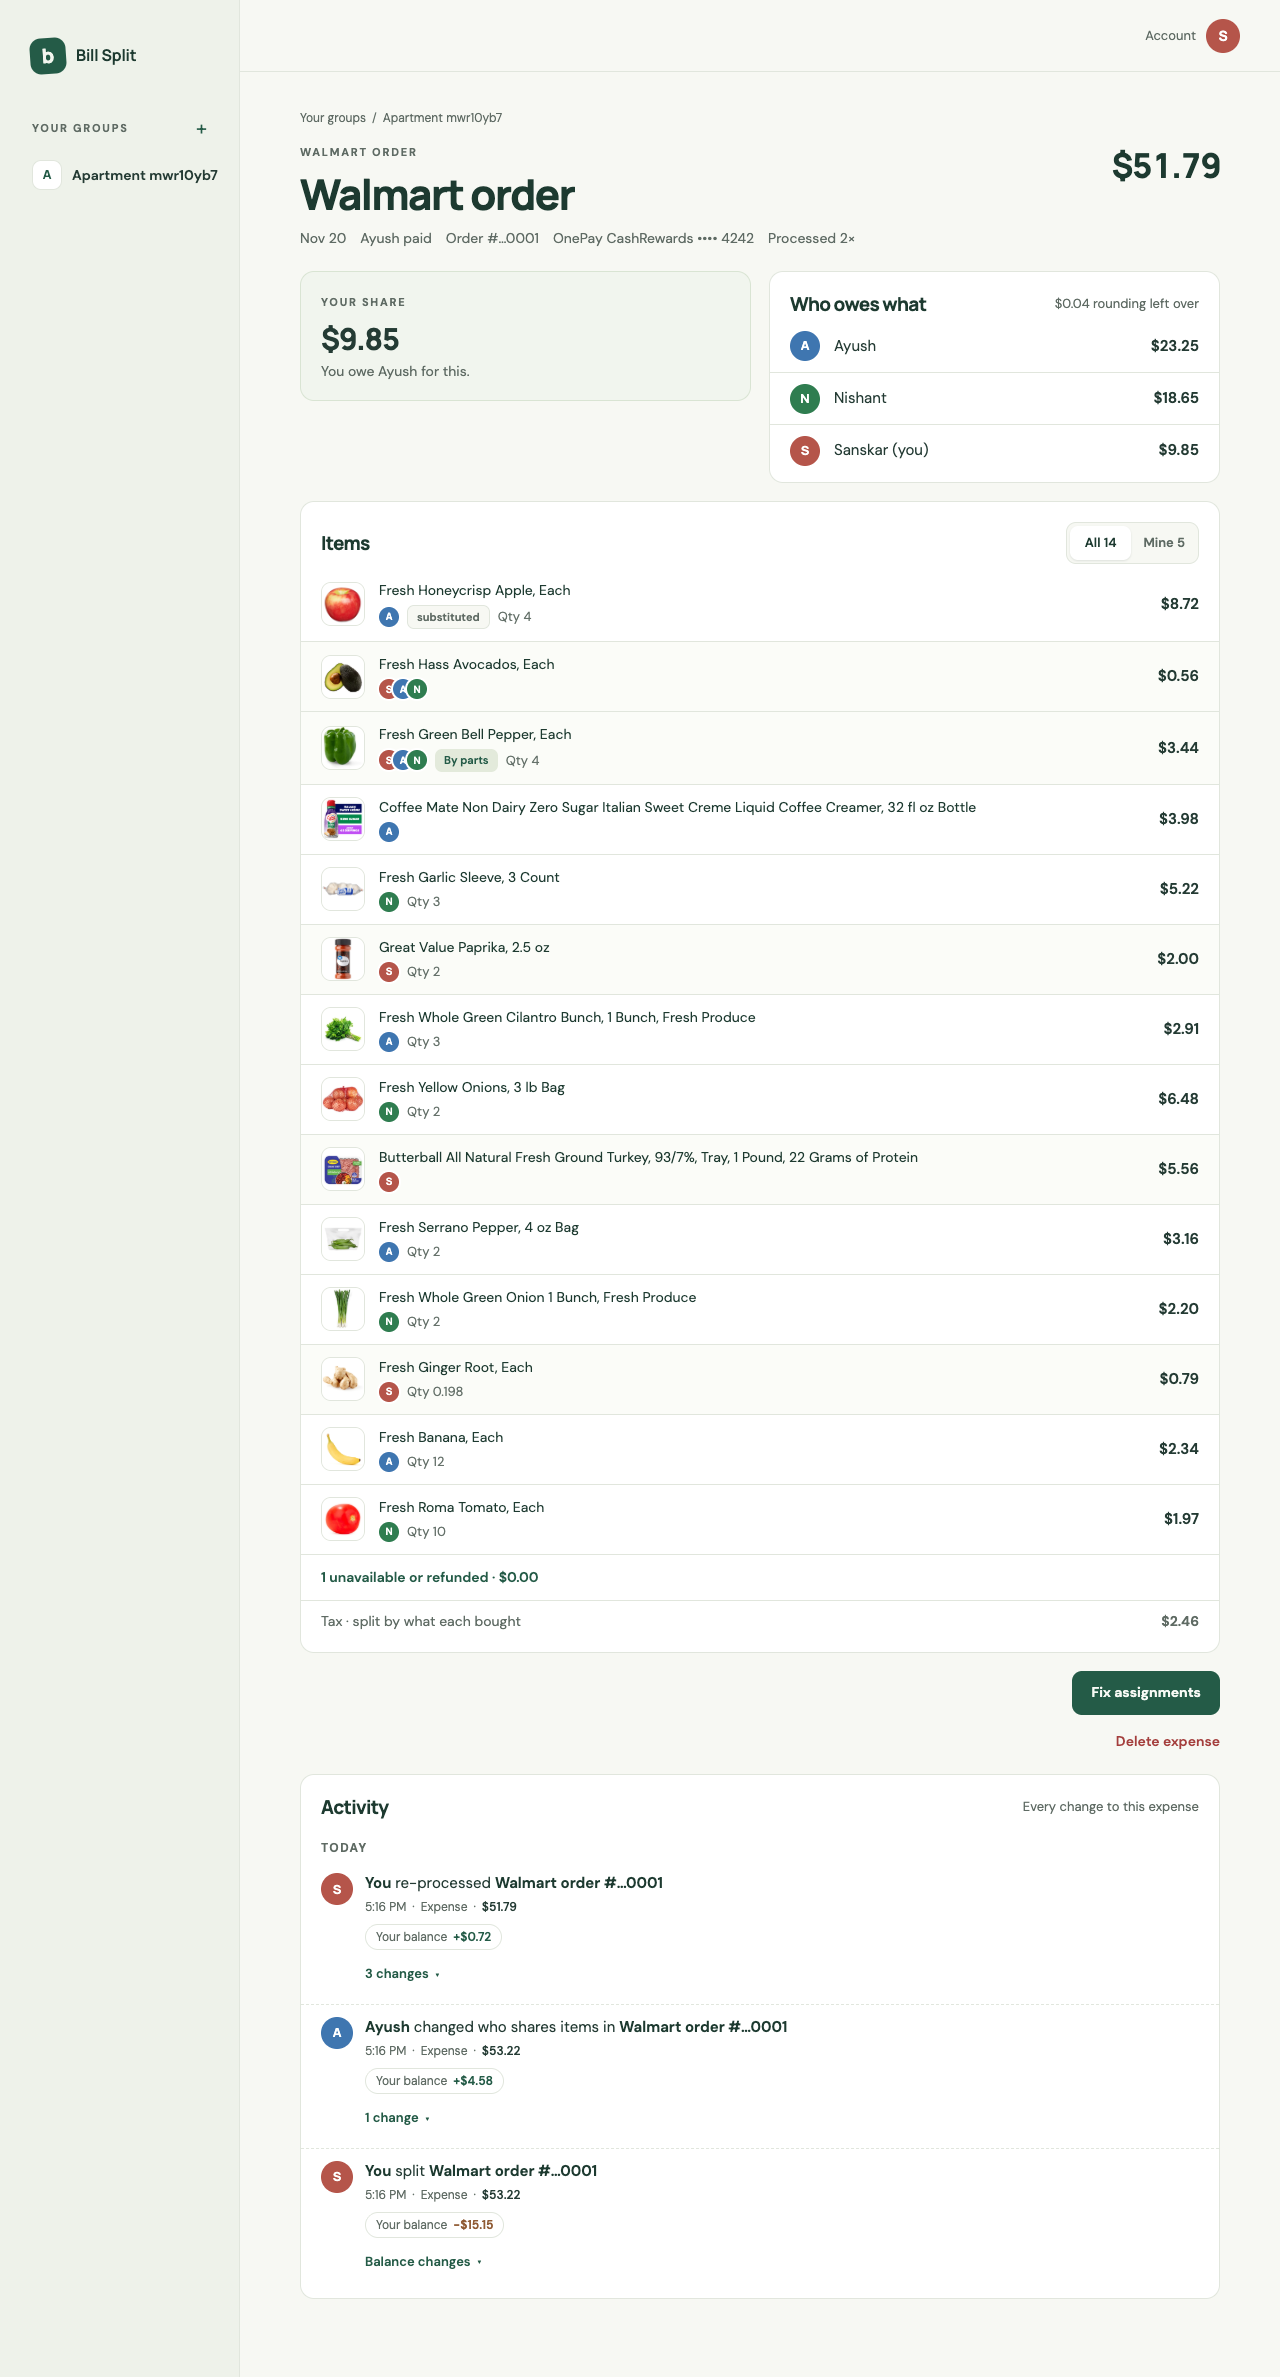 b Bill Split
Account S
YOUR GROUPS +
A Apartment mwr10yb7
Your groups / Apartment mwr10yb7
WALMART ORDER
Walmart order
$51.79
Nov 20 Ayush paid Order #…0001 OnePay CashRewards •••• 4242 Processed 2×
YOUR SHARE
$9.85
You owe Ayush for this.
Who owes what $0.04 rounding left over
A Ayush $23.25
N Nishant $18.65
S Sanskar (you) $9.85
Items All 14 Mine 5
Fresh Honeycrisp Apple, Each
A substituted Qty 4
$8.72
Fresh Hass Avocados, Each
S A N
$0.56
Fresh Green Bell Pepper, Each
S A N By parts Qty 4
$3.44
Coffee Mate Non Dairy Zero Sugar Italian Sweet Creme Liquid Coffee Creamer, 32 fl oz Bottle
A
$3.98
Fresh Garlic Sleeve, 3 Count
N Qty 3
$5.22
Great Value Paprika, 2.5 oz
S Qty 2
$2.00
Fresh Whole Green Cilantro Bunch, 1 Bunch, Fresh Produce
A Qty 3
$2.91
Fresh Yellow Onions, 3 lb Bag
N Qty 2
$6.48
Butterball All Natural Fresh Ground Turkey, 93/7%, Tray, 1 Pound, 22 Grams of Protein
S
$5.56
Fresh Serrano Pepper, 4 oz Bag
A Qty 2
$3.16
Fresh Whole Green Onion 1 Bunch, Fresh Produce
N Qty 2
$2.20
Fresh Ginger Root, Each
S Qty 0.198
$0.79
Fresh Banana, Each
A Qty 12
$2.34
Fresh Roma Tomato, Each
N Qty 10
$1.97
1 unavailable or refunded · $0.00
Tax · split by what each bought $2.46
Fix assignments
Delete expense
Activity Every change to this expense
TODAY
S You re-processed Walmart order #…0001
5:16 PM · Expense · $51.79
Your balance +$0.72
3 changes
A Ayush changed who shares items in Walmart order #…0001
5:16 PM · Expense · $53.22
Your balance +$4.58
1 change
S You split Walmart order #…0001
5:16 PM · Expense · $53.22
Your balance −$15.15
Balance changes